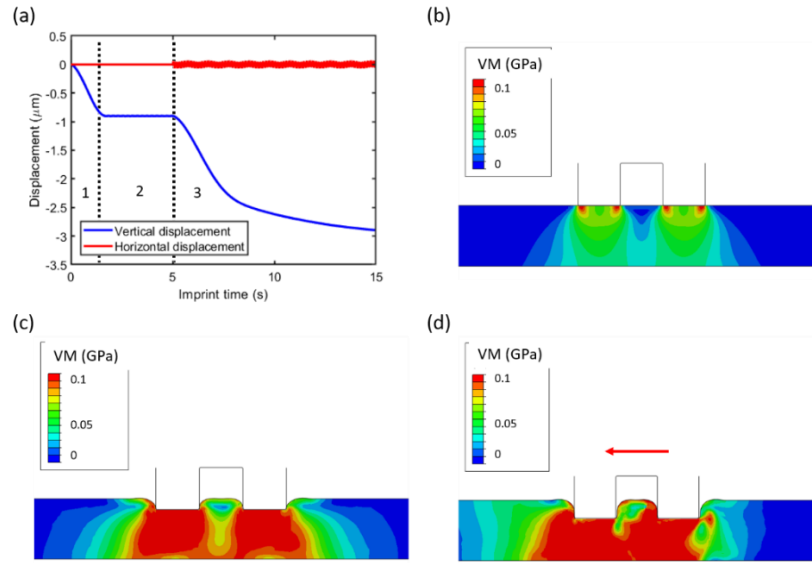 (a)
0.5
0
-0.5
-1
-1.5
-2
-2.5
-3
-3.5
Displacement (μm)
1
2
3
Vertical displacement
Horizontal displacement
0
5
10
15
Imprint time (s)
(b)
VM (GPa)
0.1
0.05
0
(c)
VM (GPa)
0.1
0.05
0
(d)
VM (GPa)
0.1
0.05
0